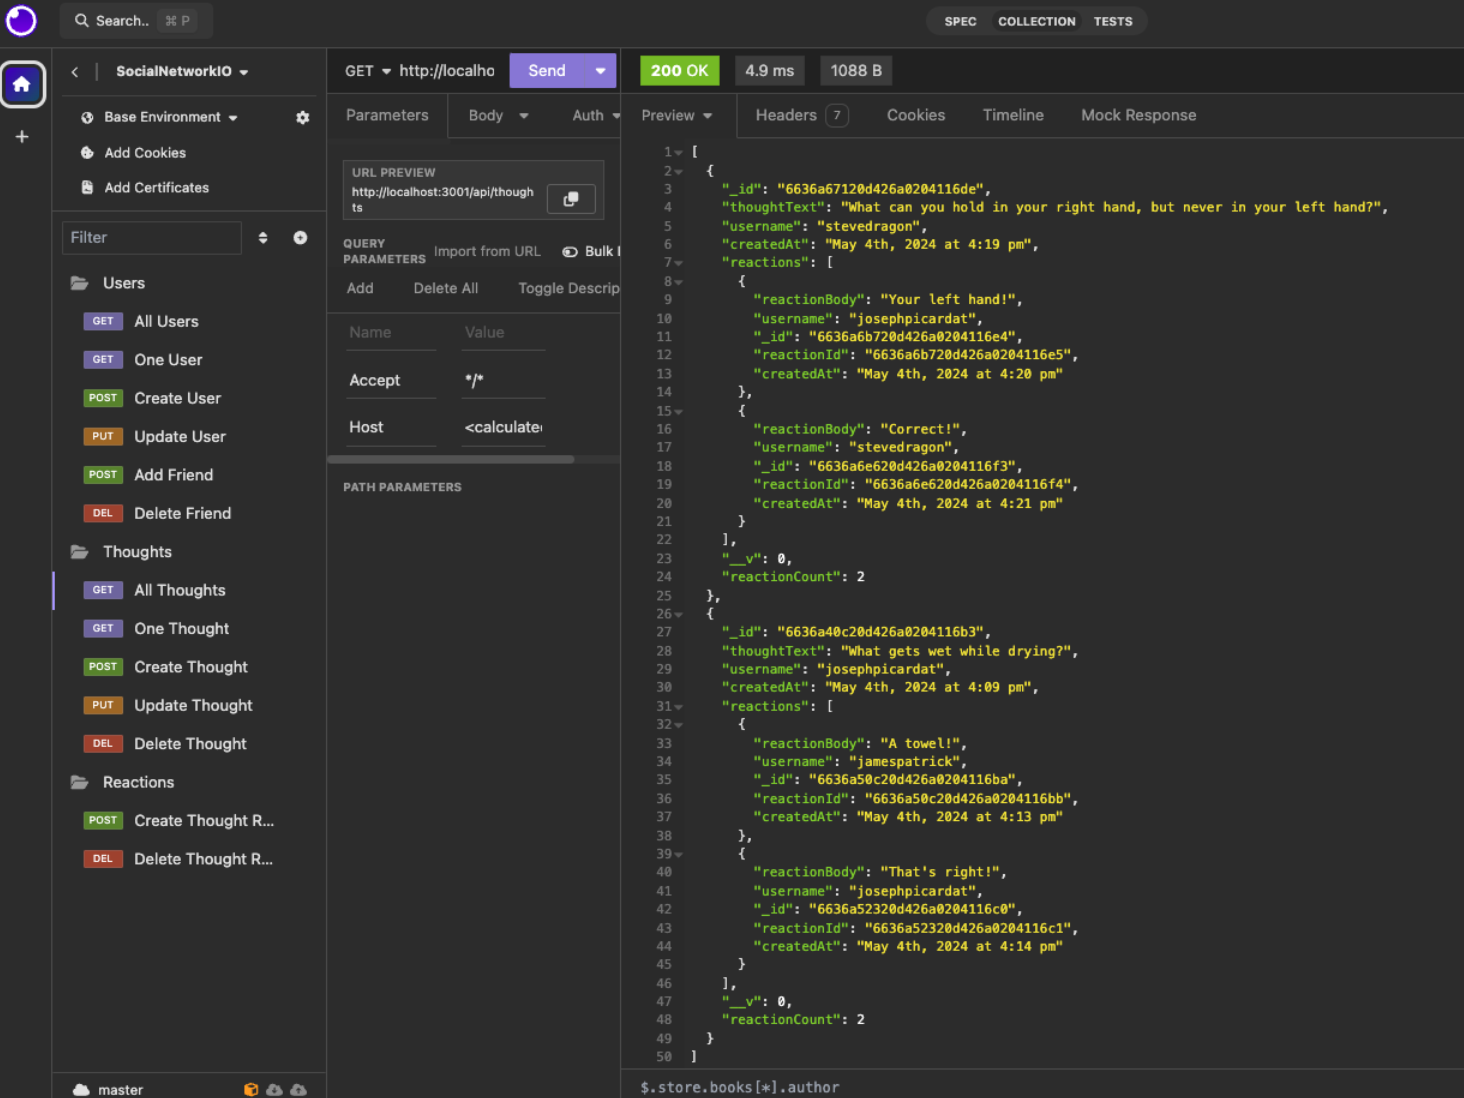 Search.. ⌘ P
SPEC COLLECTION TESTS
SocialNetworkIO
Base Environment
Add Cookies
Add Certificates
Filter
Users
GET All Users
GET One User
POST Create User
PUT Update User
POST Add Friend
DEL Delete Friend
Thoughts
GET All Thoughts
GET One Thought
POST Create Thought
PUT Update Thought
DEL Delete Thought
Reactions
POST Create Thought R...
DEL Delete Thought R...
master
GET http://localho Send
Parameters Body Auth
URL PREVIEW
http://localhost:3001/api/though
ts
QUERY
PARAMETERS Import from URL Bulk
Add Delete All Toggle Descrip
Name Value
Accept */*
Host <calculate
PATH PARAMETERS
200 OK 4.9 ms 1088 B
Preview Headers 7 Cookies Timeline Mock Response
1 [
2 {
3 "_id": "6636a67120d426a0204116de",
4 "thoughtText": "What can you hold in your right hand, but never in your left hand?",
5 "username": "stevedragon",
6 "createdAt": "May 4th, 2024 at 4:19 pm",
7 "reactions": [
8 {
9 "reactionBody": "Your left hand!",
10 "username": "josephpicardat",
11 "_id": "6636a6b720d426a0204116e4",
12 "reactionId": "6636a6b720d426a0204116e5",
13 "createdAt": "May 4th, 2024 at 4:20 pm"
14 },
15 {
16 "reactionBody": "Correct!",
17 "username": "stevedragon",
18 "_id": "6636a6e620d426a0204116f3",
19 "reactionId": "6636a6e620d426a0204116f4",
20 "createdAt": "May 4th, 2024 at 4:21 pm"
21 }
22 ],
23 "__v": 0,
24 "reactionCount": 2
25 },
26 {
27 "_id": "6636a40c20d426a0204116b3",
28 "thoughtText": "What gets wet while drying?",
29 "username": "josephpicardat",
30 "createdAt": "May 4th, 2024 at 4:09 pm",
31 "reactions": [
32 {
33 "reactionBody": "A towel!",
34 "username": "jamespatrick",
35 "_id": "6636a50c20d426a0204116ba",
36 "reactionId": "6636a50c20d426a0204116bb",
37 "createdAt": "May 4th, 2024 at 4:13 pm"
38 },
39 {
40 "reactionBody": "That's right!",
41 "username": "josephpicardat",
42 "_id": "6636a52320d426a0204116c0",
43 "reactionId": "6636a52320d426a0204116c1",
44 "createdAt": "May 4th, 2024 at 4:14 pm"
45 }
46 ],
47 "__v": 0,
48 "reactionCount": 2
49 }
50 ]
$.store.books[*].author